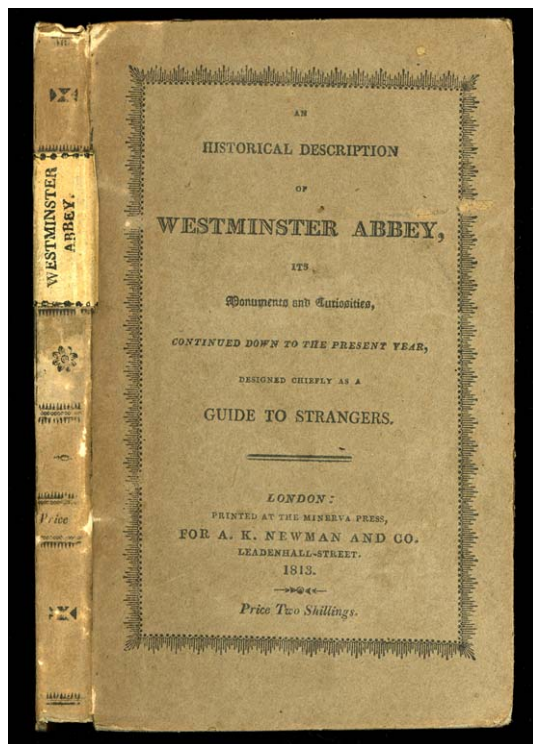 WESTMINSTER
ABBEY.
Price
AN
HISTORICAL DESCRIPTION
OF
WESTMINSTER ABBEY,
ITS
Monuments and Curiosities,
CONTINUED DOWN TO THE PRESENT YEAR,
DESIGNED CHIEFLY AS A
GUIDE TO STRANGERS.
LONDON:
PRINTED AT THE MINERVA PRESS,
FOR A. K. NEWMAN AND CO.
LEADENHALL-STREET.
1813.
Price Two Shillings.